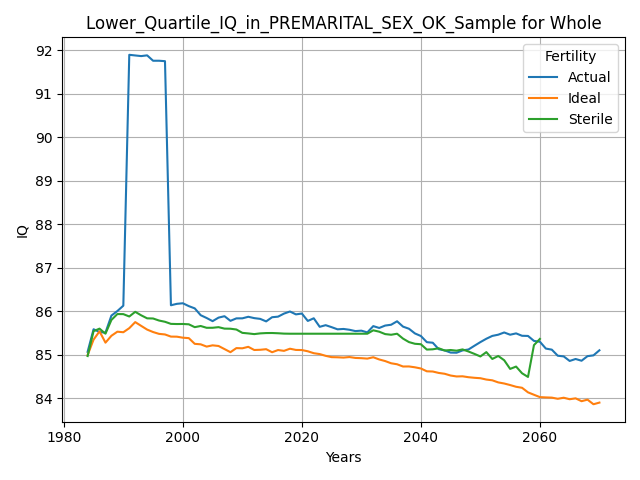 Lower_Quartile_IQ_in_PREMARITAL_SEX_OK_Sample for Whole
Fertility
Actual
Ideal
Sterile
92
91
90
89
88
87
86
85
84
IQ
1980
2000
2020
2040
2060
Years